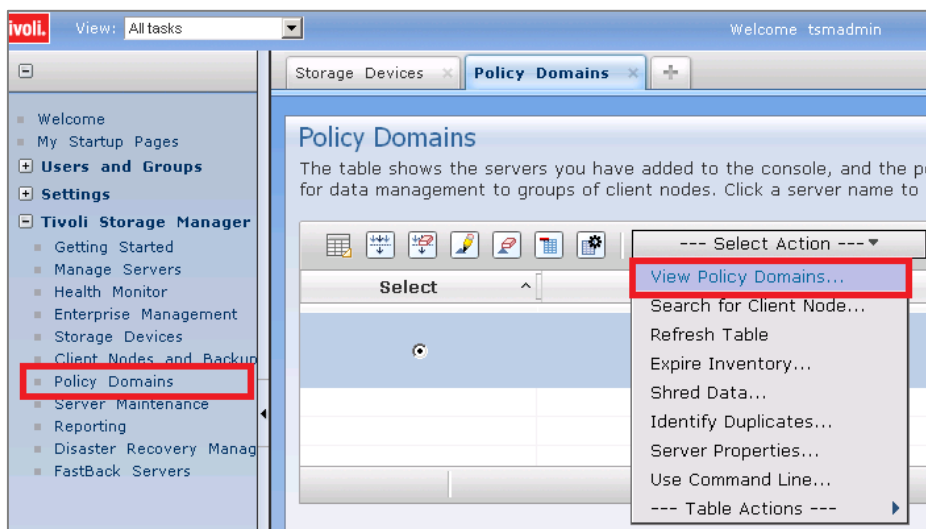 ivoli. View: All tasks Welcome tsmadmin
Storage Devices Policy Domains
Welcome
My Startup Pages
Users and Groups
Settings
Tivoli Storage Manager
Getting Started
Manage Servers
Health Monitor
Enterprise Management
Storage Devices
Client Nodes and Backup
Policy Domains
Server Maintenance
Reporting
Disaster Recovery Manag
FastBack Servers
Policy Domains
The table shows the servers you have added to the console, and the p
for data management to groups of client nodes. Click a server name to
--- Select Action ---
Select
View Policy Domains...
Search for Client Node...
Refresh Table
Expire Inventory...
Shred Data...
Identify Duplicates...
Server Properties...
Use Command Line...
--- Table Actions ---